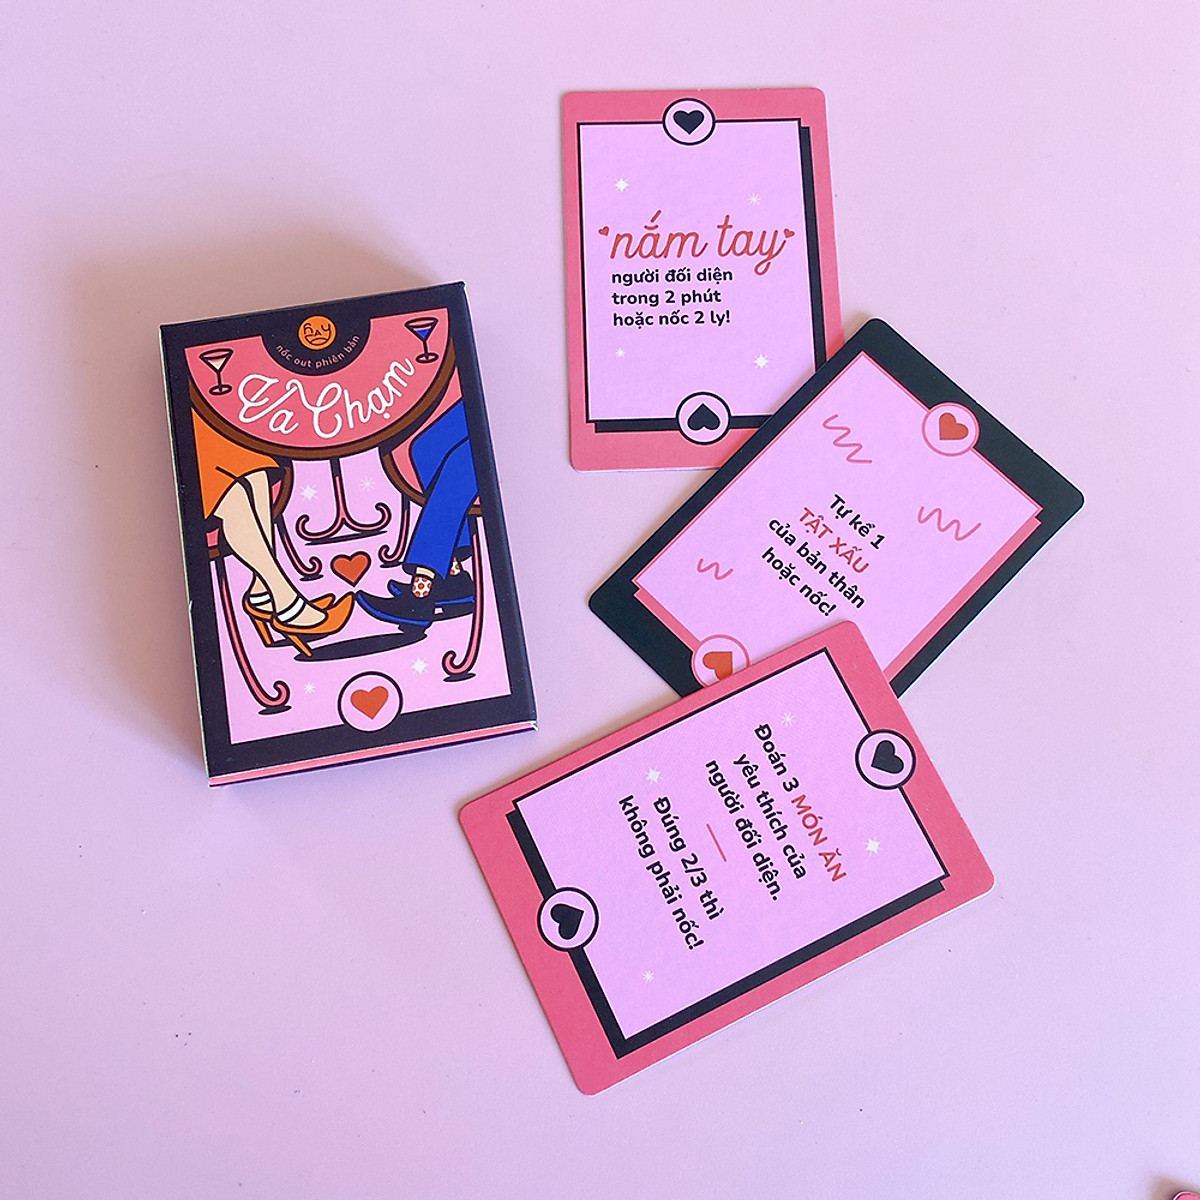 HAY
nốc out phiên bản
Va Chạm
nắm tay
người đối diện
trong 2 phút
hoặc nốc 2 ly!
Tự kể 1
TẬT XẤU
của bản thân
hoặc nốc!
Đoán 3 MÓN ĂN
yêu thích của
người đối diện.
Đúng 2/3 thì
không phải nốc!